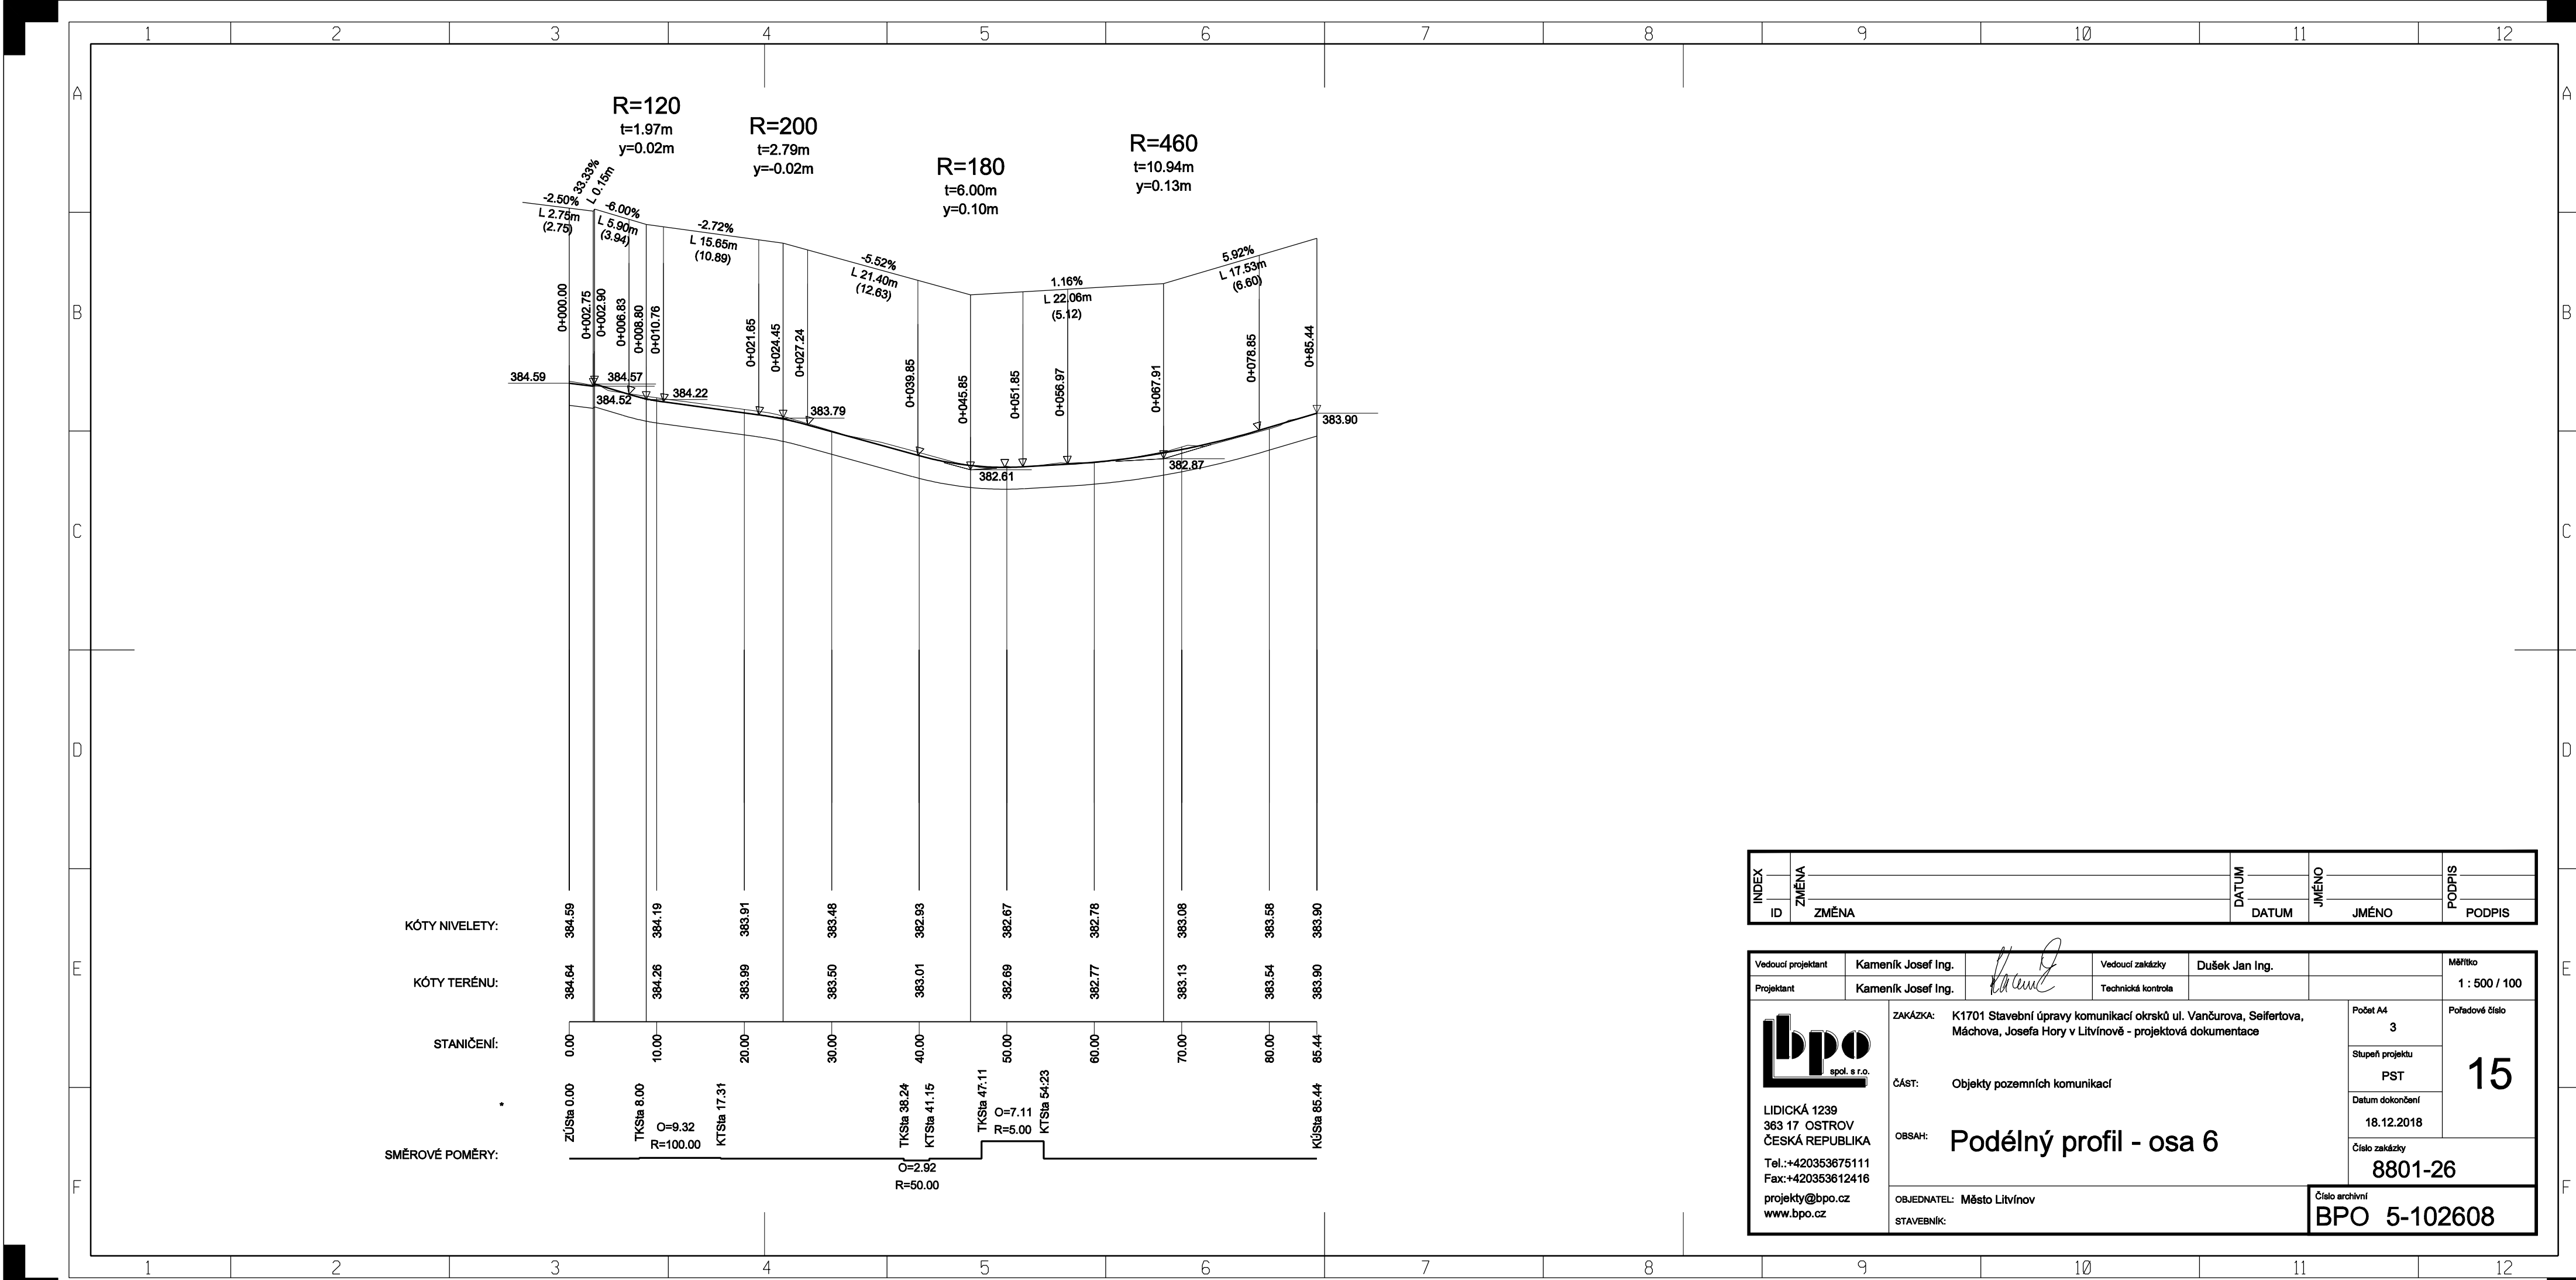 1 2 3 4 5 6 7 8 9 10 11 12
A A
B B
C C
D D
E E
F F
R=120
t=1.97m
y=0.02m
R=200
t=2.79m
y=-0.02m
R=180
t=6.00m
y=0.10m
R=460
t=10.94m
y=0.13m
-2.50%
L 2.75m
(2.75)
33.33%
L 0.15m
-6.00%
L 5.90m
(3.94)
-2.72%
L 15.65m
(10.89)
-5.52%
L 21.40m
(12.63)
1.16%
L 22.06m
(5.12)
5.92%
L 17.53m
(6.60)
0+000.00
0+002.75
0+002.90
0+006.83
0+008.80
0+010.76
0+021.65
0+024.45
0+027.24
0+039.85
0+045.85
0+051.85
0+056.97
0+067.91
0+078.85
0+85.44
384.59
384.57
384.52
384.22
383.79
382.61
382.87
383.90
KÓTY NIVELETY: 384.59 384.19 383.91 383.48 382.93 382.67 382.78 383.08 383.58 383.90
KÓTY TERÉNU: 384.64 384.26 383.99 383.50 383.01 382.69 382.77 383.13 383.54 383.90
STANIČENÍ: 0.00 10.00 20.00 30.00 40.00 50.00 60.00 70.00 80.00 85.44
*
SMĚROVÉ POMĚRY:
ZÚSta 0.00
TKSta 8.00
O=9.32
R=100.00
KTSta 17.31
TKSta 38.24
KTSta 41.15
O=2.92
R=50.00
TKSta 47:11
O=7.11
R=5.00
KTSta 54:23
KÚSta 85.44
INDEX ZMĚNA DATUM JMÉNO PODPIS
ID ZMĚNA DATUM JMÉNO PODPIS
Vedoucí projektant Kameník Josef Ing. Vedoucí zakázky Dušek Jan Ing.
Projektant Kameník Josef Ing. Technická kontrola
Měřítko
1 : 500 / 100
bpo
spol. s r.o.
LIDICKÁ 1239
363 17 OSTROV
ČESKÁ REPUBLIKA
Tel.:+420353675111
Fax:+420353612416
projekty@bpo.cz
www.bpo.cz
ZAKÁZKA: K1701 Stavební úpravy komunikací okrsků ul. Vančurova, Seifertova,
Máchova, Josefa Hory v Litvínově - projektová dokumentace
ČÁST: Objekty pozemních komunikací
OBSAH: Podélný profil - osa 6
OBJEDNATEL: Město Litvínov
STAVEBNÍK:
Počet A4
3
Stupeň projektu
PST
Datum dokončení
18.12.2018
Pořadové číslo
15
Číslo zakázky
8801-26
Číslo archivní
BPO 5-102608